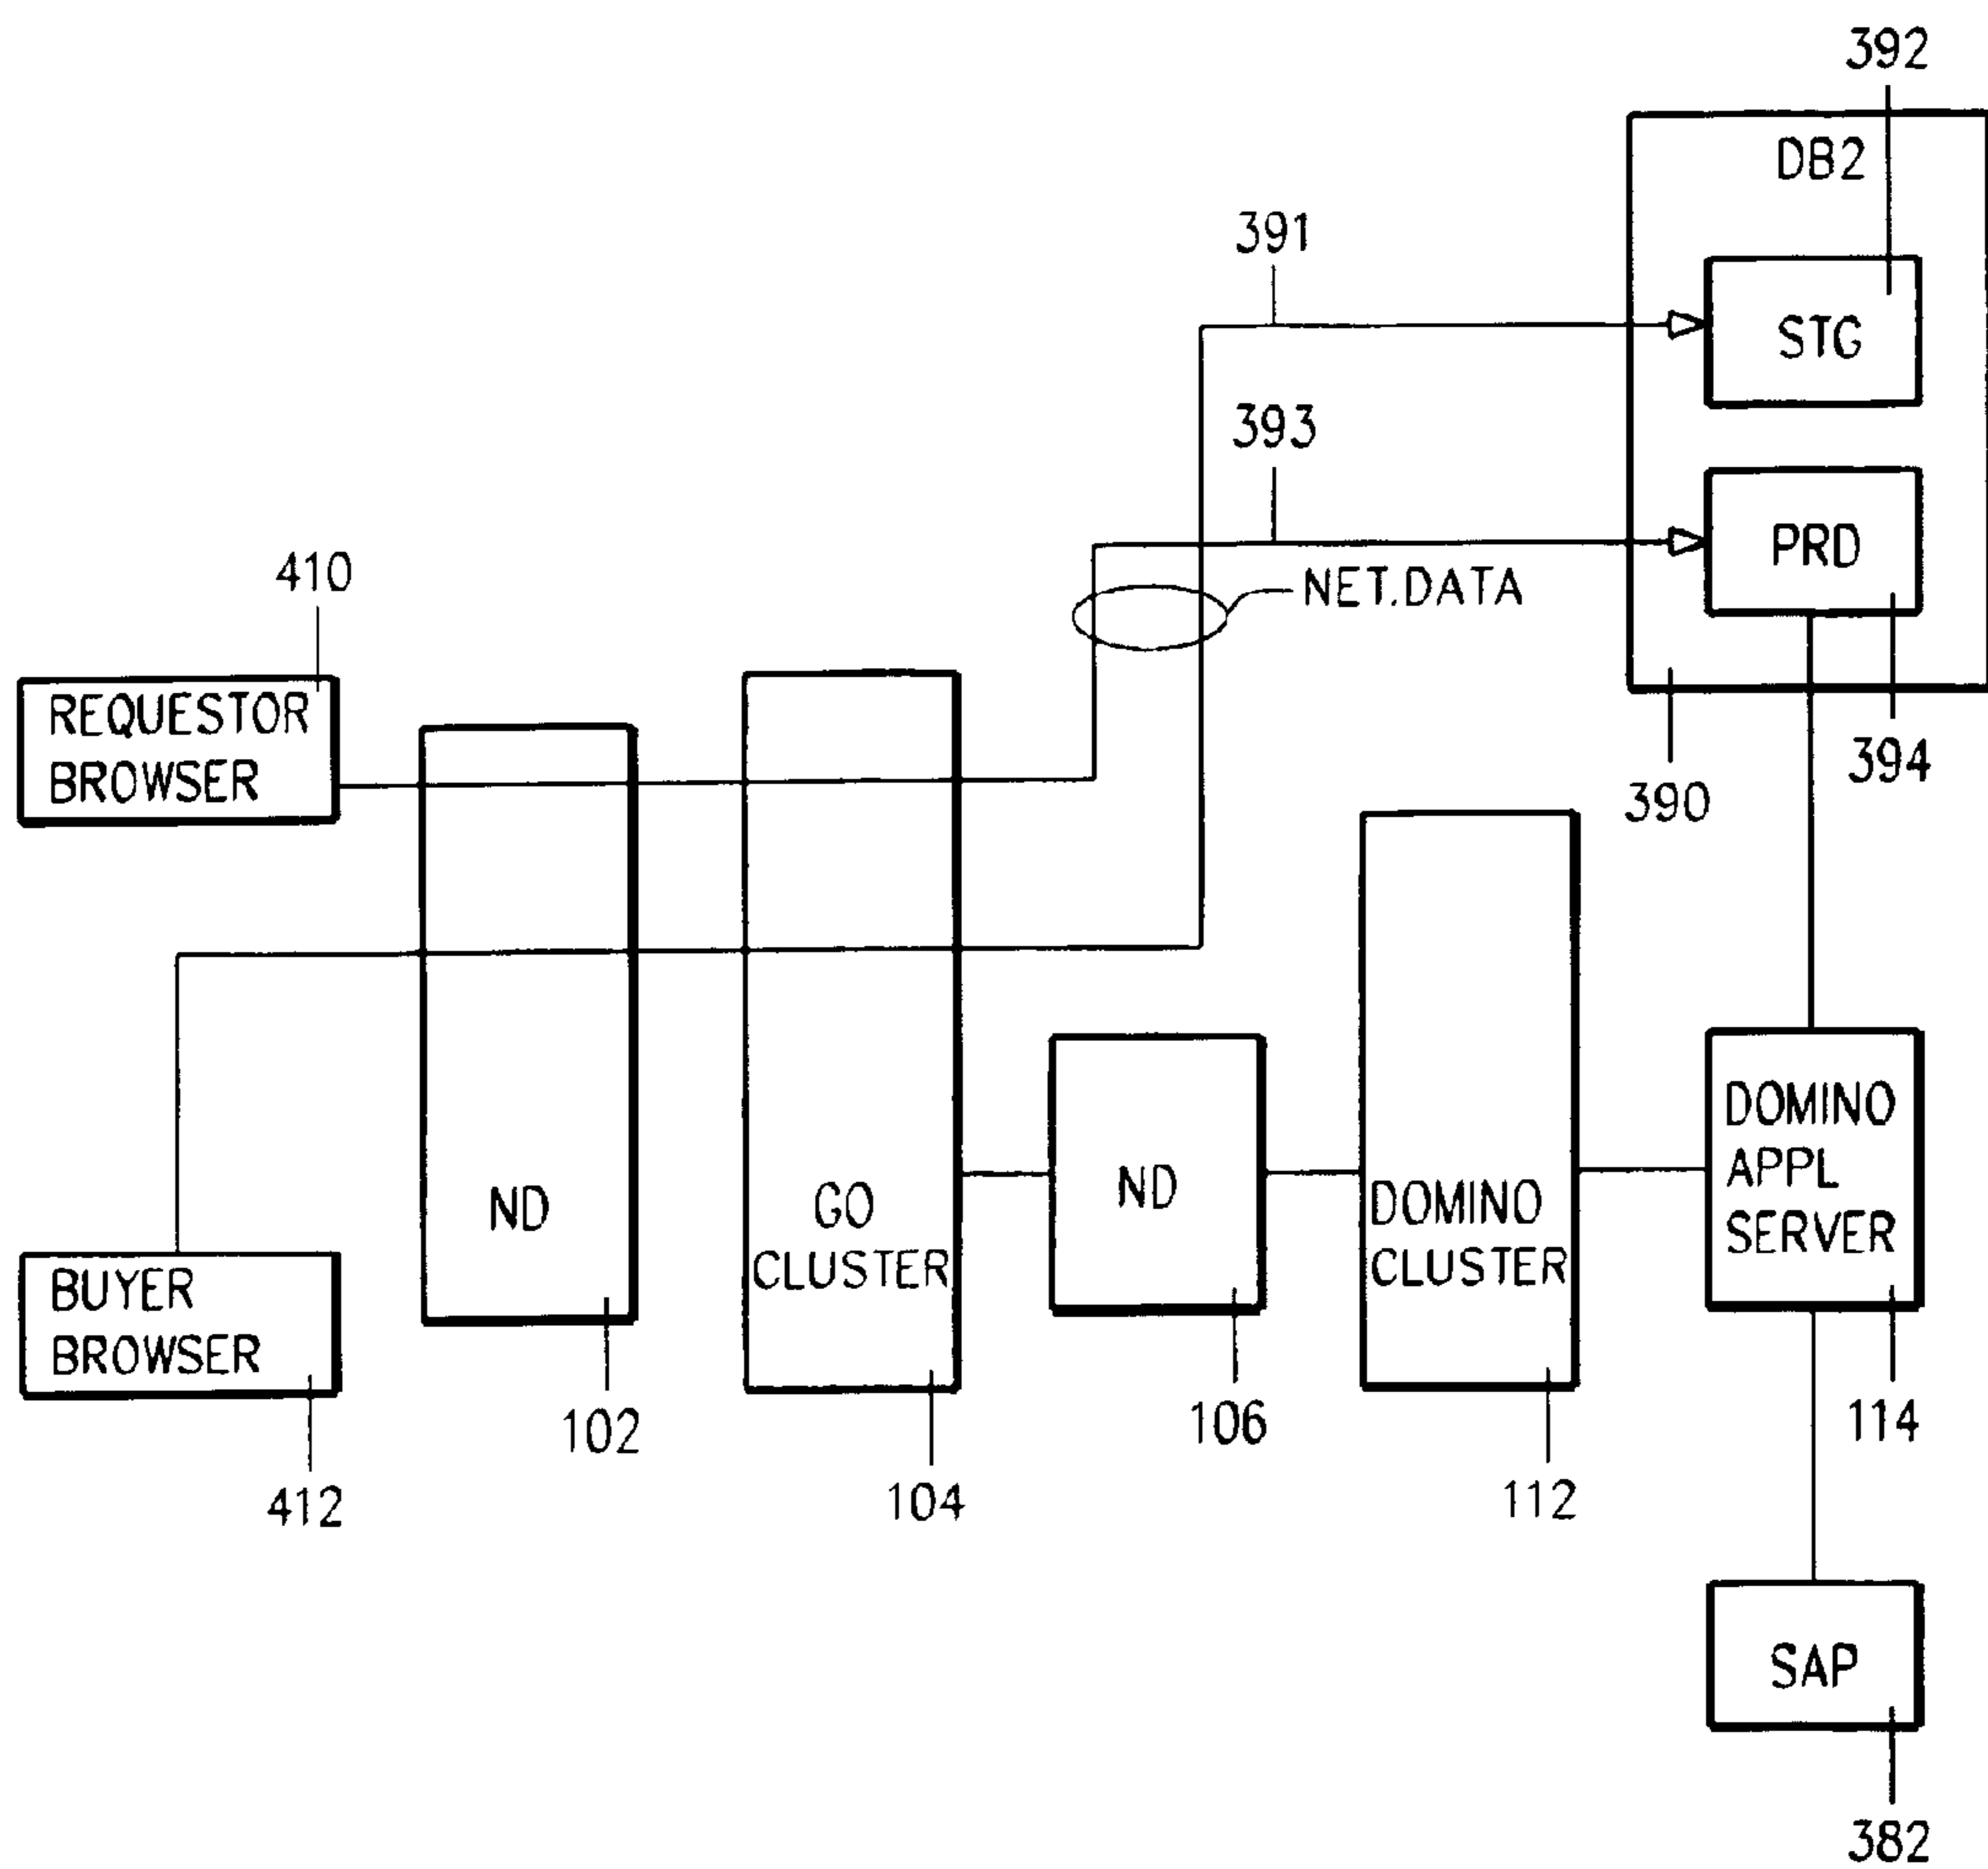 392
DB2
391
STG
393
PRD
NET.DATA
410
REQUESTOR
BROWSER
394
390
DOMINO
APPL
SERVER
ND
GO
CLUSTER
ND
DOMINO
CLUSTER
BUYER
BROWSER
102
106
114
412
104
112
SAP
382